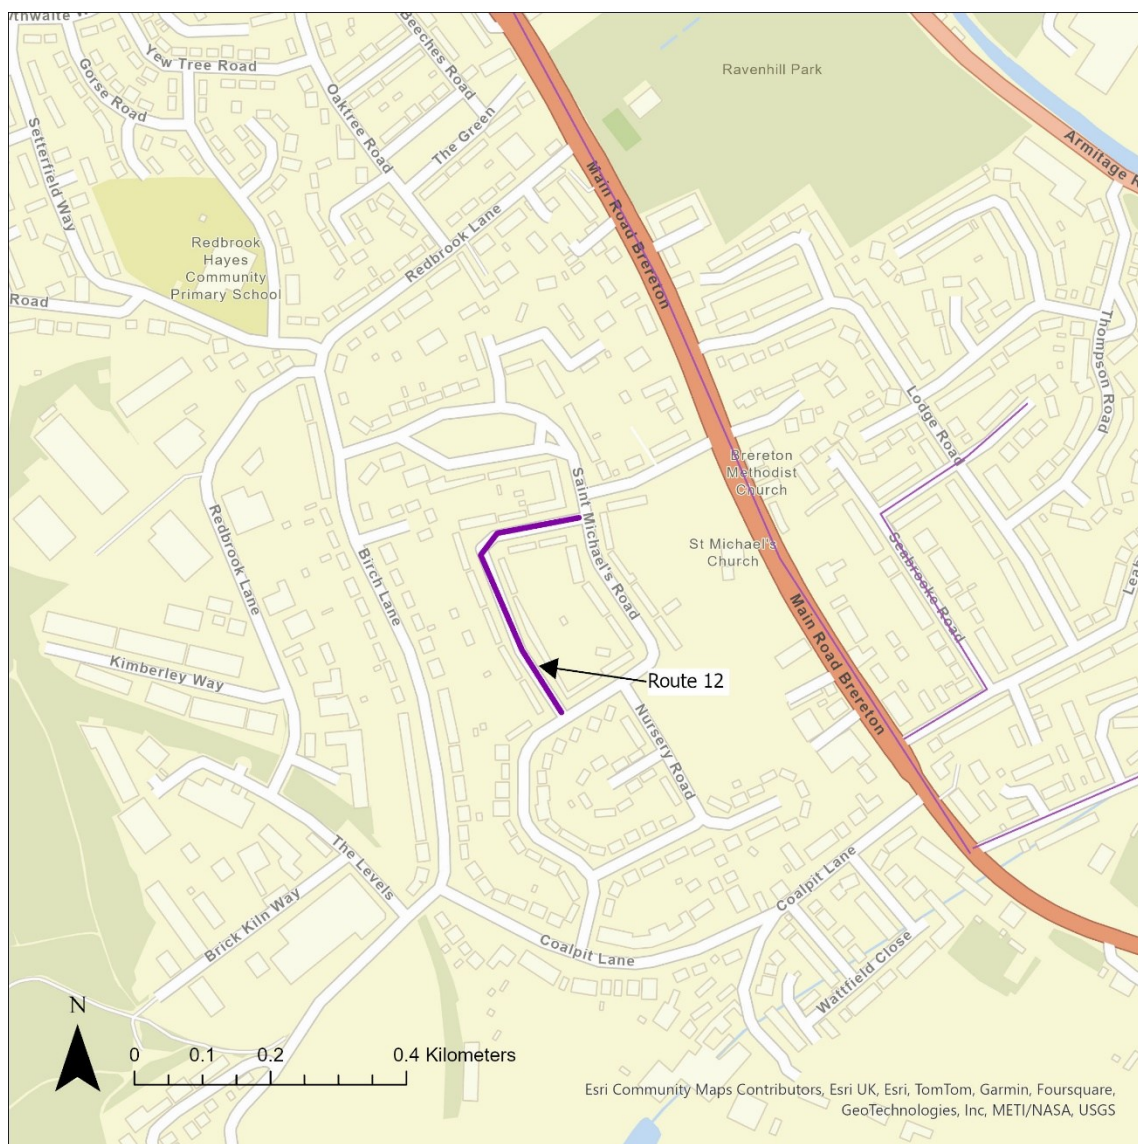 Yew Tree Road
Gorse Road
Setterfield Way
Beeches Road
Oaktree Road
The Green
Ravenhill Park
Armitage R
Main Road Brereton
Redbrook
Hayes
Community
Primary School
Redbrook Lane
Road
Thompson Road
Lodge Road
Brereton
Methodist
Church
Saint Michael's Road
St Michael's
Church
Seabrooke Road
Leab
Redbrook Lane
Birch Lane
Kimberley Way
Main Road Brereton
Route 12
Nursery Road
The Levels
Brick Kiln Way
Coalpit Lane
Coalpit Lane
Wattfield Close
N
0 0.1 0.2 0.4 Kilometers
Esri Community Maps Contributors, Esri UK, Esri, TomTom, Garmin, Foursquare,
GeoTechnologies, Inc, METI/NASA, USGS